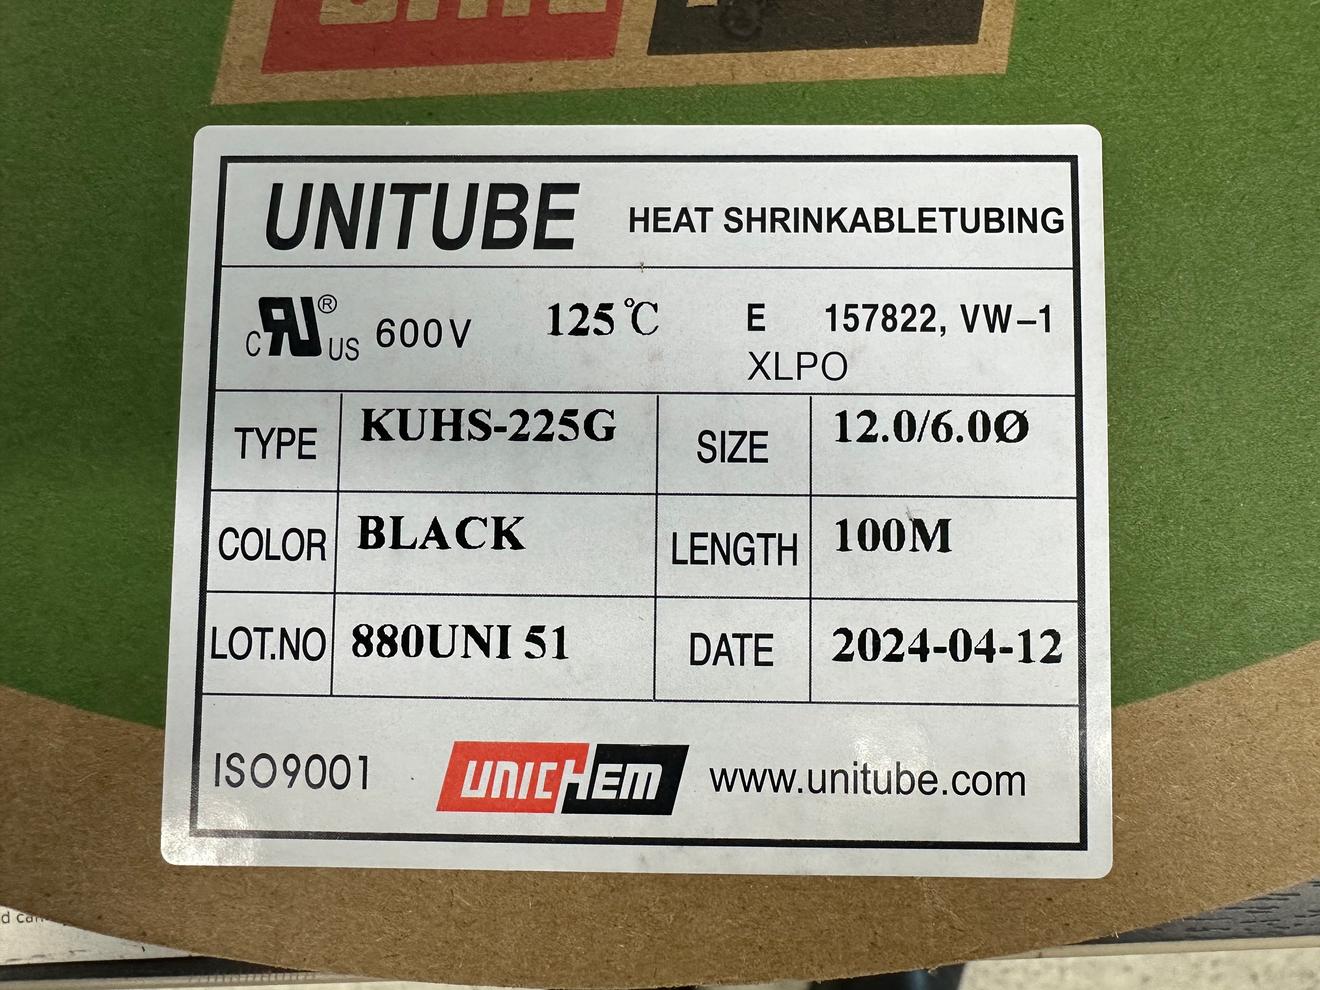 UNITUBE HEAT SHRINKABLETUBING
c RU ® US 600V 125℃ E 157822, VW-1
XLPO
TYPE KUHS-225G SIZE 12.0/6.0Ø
COLOR BLACK LENGTH 100M
LOT.NO 880UNI 51 DATE 2024-04-12
ISO9001 UNICHEM www.unitube.com